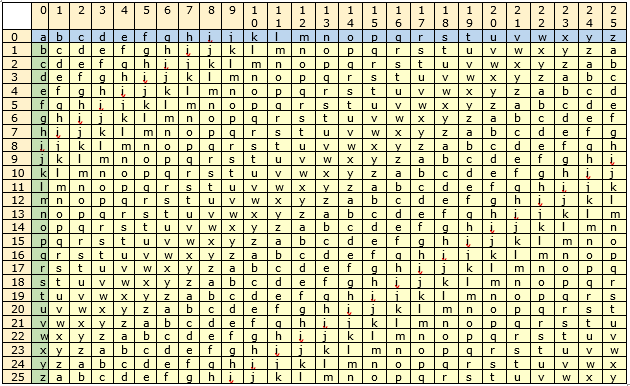 0 1 2 3 4 5 6 7 8 9 10 11 12 13 14 15 16 17 18 19 20 21 22 23 24 25
0 a b c d e f g h i j k l m n o p q r s t u v w x y z
1 b c d e f g h i j k l m n o p q r s t u v w x y z a
2 c d e f g h i j k l m n o p q r s t u v w x y z a b
3 d e f g h i j k l m n o p q r s t u v w x y z a b c
4 e f g h i j k l m n o p q r s t u v w x y z a b c d
5 f g h i j k l m n o p q r s t u v w x y z a b c d e
6 g h i j k l m n o p q r s t u v w x y z a b c d e f
7 h i j k l m n o p q r s t u v w x y z a b c d e f g
8 i j k l m n o p q r s t u v w x y z a b c d e f g h
9 j k l m n o p q r s t u v w x y z a b c d e f g h i
10 k l m n o p q r s t u v w x y z a b c d e f g h i j
11 l m n o p q r s t u v w x y z a b c d e f g h i j k
12 m n o p q r s t u v w x y z a b c d e f g h i j k l
13 n o p q r s t u v w x y z a b c d e f g h i j k l m
14 o p q r s t u v w x y z a b c d e f g h i j k l m n
15 p q r s t u v w x y z a b c d e f g h i j k l m n o
16 q r s t u v w x y z a b c d e f g h i j k l m n o p
17 r s t u v w x y z a b c d e f g h i j k l m n o p q
18 s t u v w x y z a b c d e f g h i j k l m n o p q r
19 t u v w x y z a b c d e f g h i j k l m n o p q r s
20 u v w x y z a b c d e f g h i j k l m n o p q r s t
21 v w x y z a b c d e f g h i j k l m n o p q r s t u
22 w x y z a b c d e f g h i j k l m n o p q r s t u v
23 x y z a b c d e f g h i j k l m n o p q r s t u v w
24 y z a b c d e f g h i j k l m n o p q r s t u v w x
25 z a b c d e f g h i j k l m n o p q r s t u v w x y